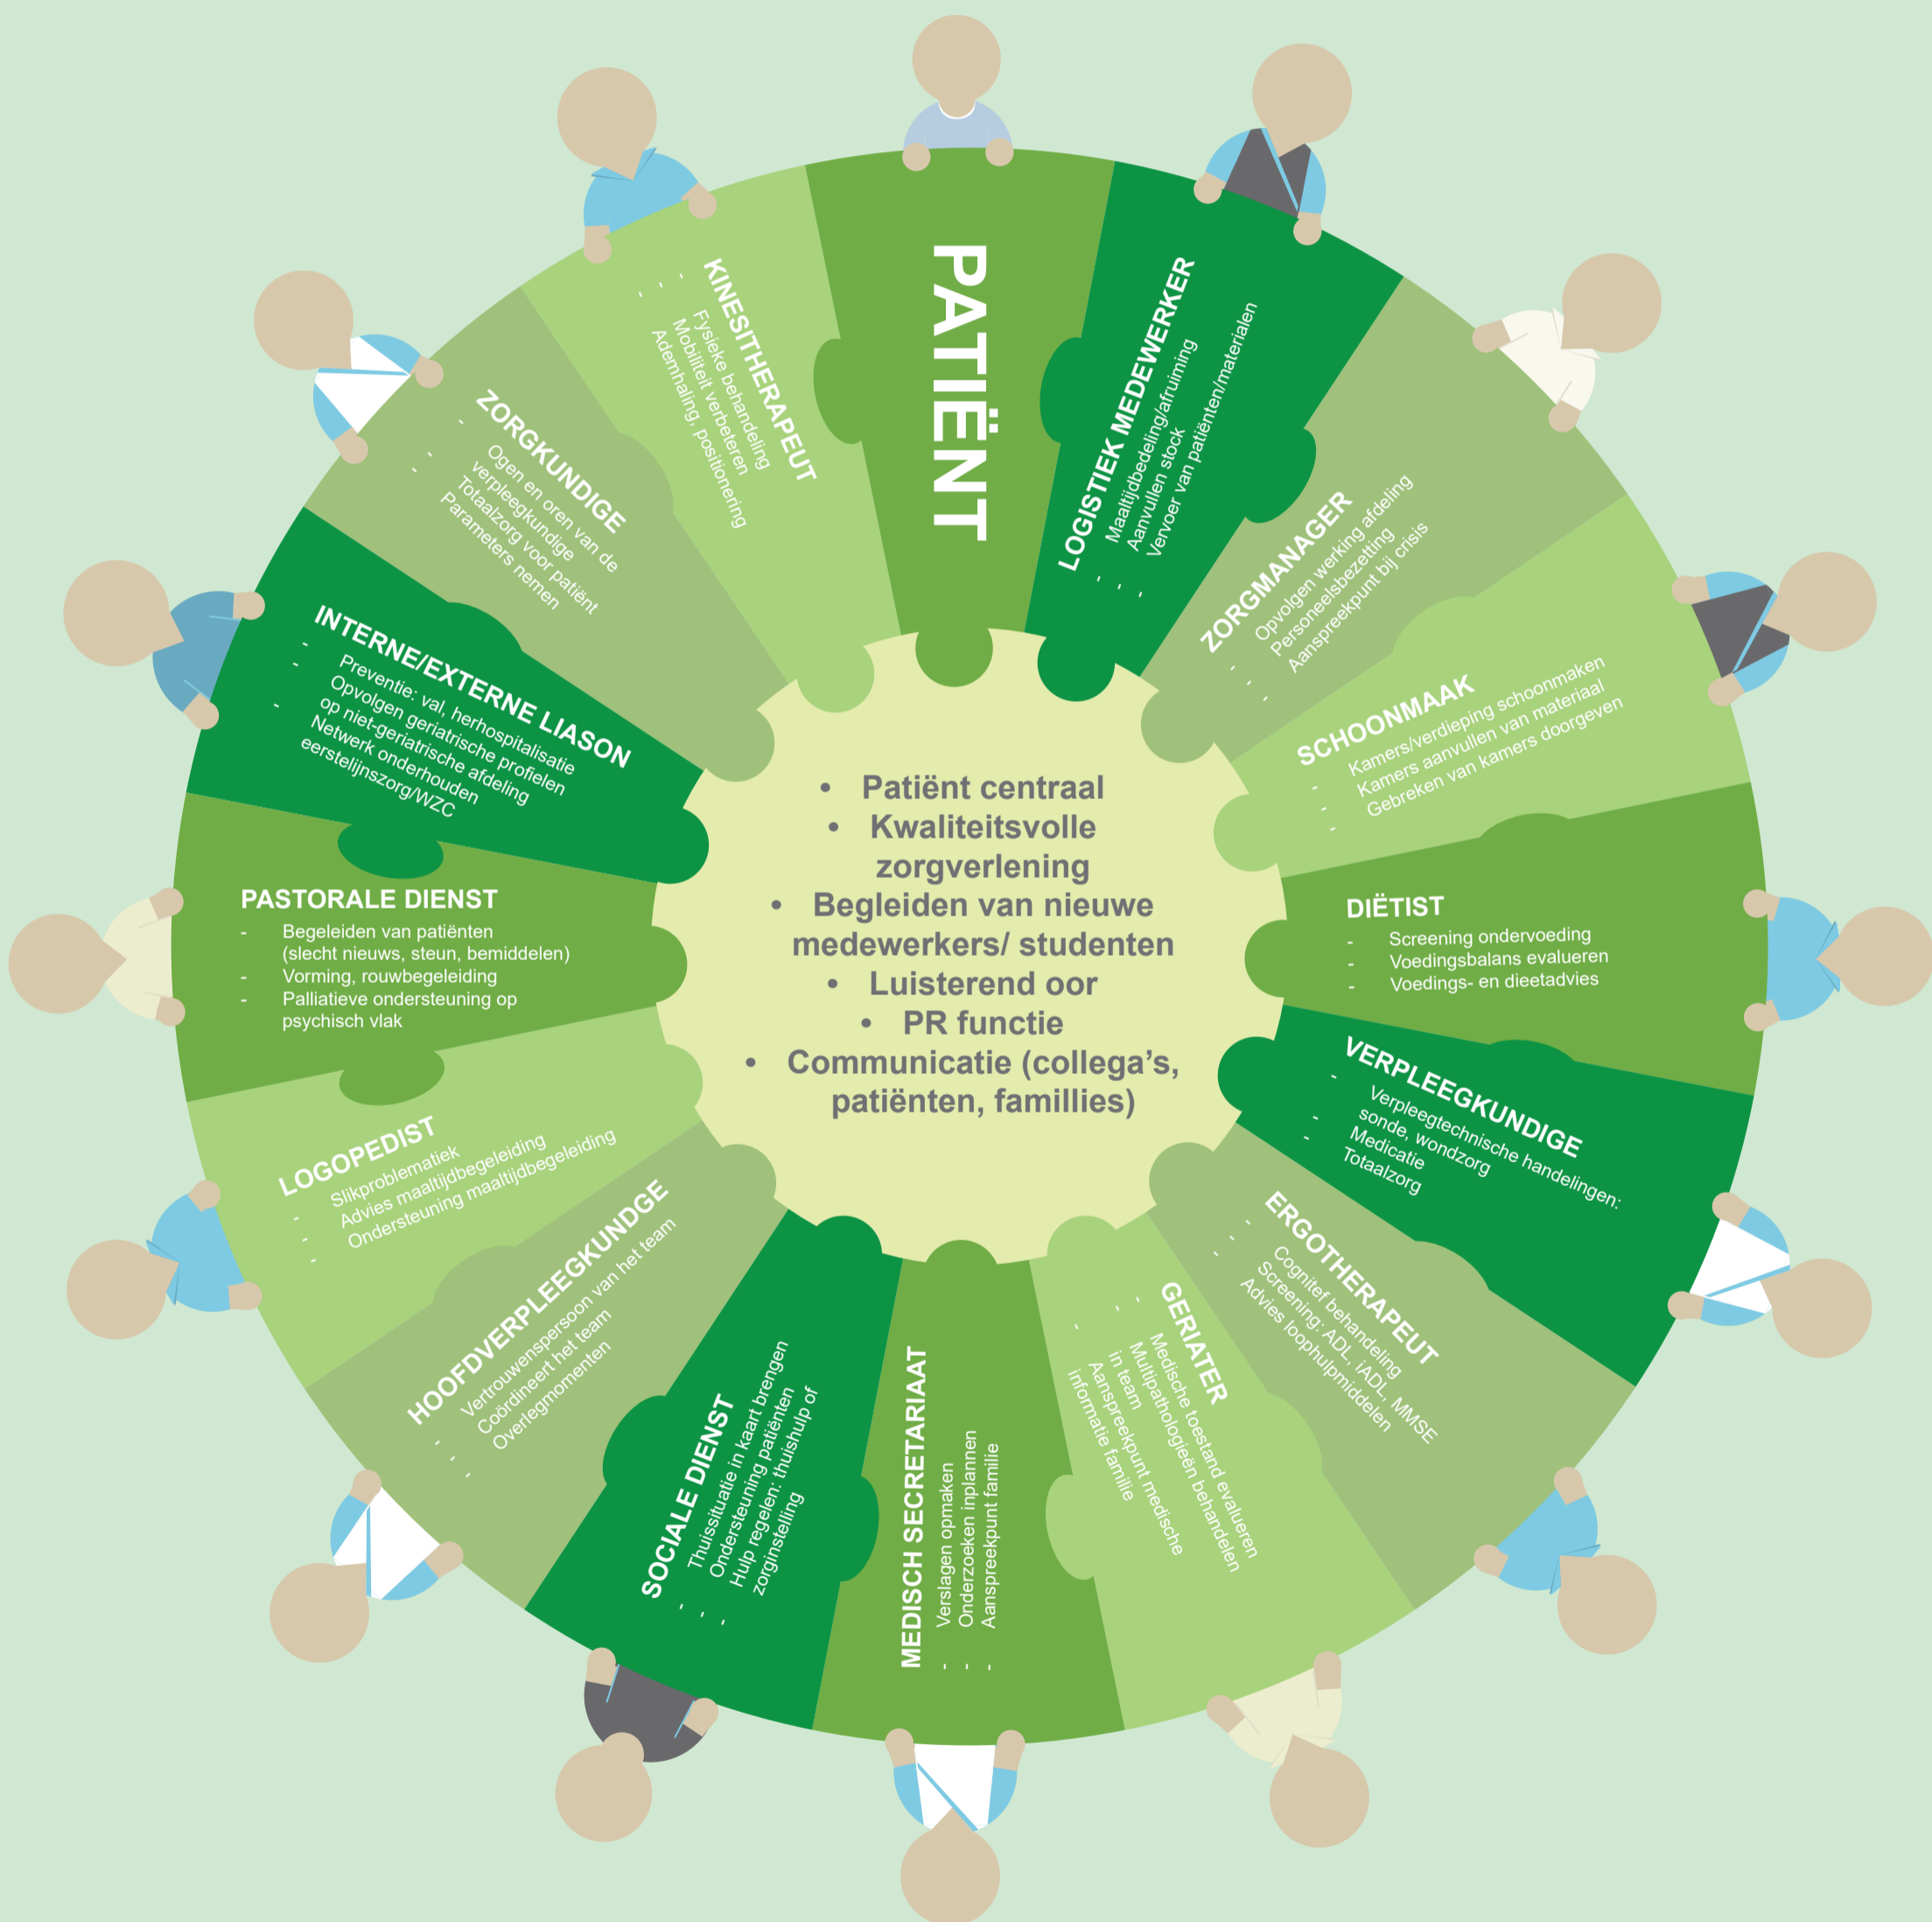 PATIËNT
LOGISTIEK MEDEWERKER
- Maaltijdbedeling/afruiming
- Aanvullen stock
- Vervoer van patiënten/materialen
ZORGMANAGER
- Opvolgen werking afdeling
- Personeelsbezetting
- Aanspreekpunt bij crisis
SCHOONMAAK
- Kamers/verdieping schoonmaken
- Kamers aanvullen van materiaal
- Gebreken van kamers doorgeven
DIËTIST
- Screening ondervoeding
- Voedingsbalans evalueren
- Voedings- en dieetadvies
VERPLEEGKUNDIGE
- Verpleegtechnische handelingen:
sonde, wondzorg
- Medicatie
- Totaalzorg
ERGOTHERAPEUT
- Cognitief behandeling
- Screening: ADL, iADL, MMSE
- Advies loophulpmiddelen
GERIATER
- Medische toestand evalueren
- Multipathologieën behandelen
in team
- Aanspreekpunt medische
informatie familie
MEDISCH SECRETARIAAT
- Verslagen opmaken
- Onderzoeken inplannen
- Aanspreekpunt familie
SOCIALE DIENST
- Thuissituatie in kaart brengen
- Ondersteuning patiënten
- Hulp regelen: thuishulp of
zorginstelling
HOOFDVERPLEEGKUNDGE
- Vertrouwenspersoon van het team
- Coördineert het team
- Overlegmomenten
LOGOPEDIST
- Slikproblematiek
- Advies maaltijdbegeleiding
- Ondersteuning maaltijdbegeleiding
PASTORALE DIENST
- Begeleiden van patiënten
(slecht nieuws, steun, bemiddelen)
- Vorming, rouwbegeleiding
- Palliatieve ondersteuning op
psychisch vlak
INTERNE/EXTERNE LIASON
- Preventie: val, herhospitalisatie
- Opvolgen geriatrische profielen
op niet-geriatrische afdeling
- Netwerk onderhouden
eerstelijnszorg/WZC
ZORGKUNDIGE
- Ogen en oren van de
verpleegkundige
- Totaalzorg voor patiënt
- Parameters nemen
KINESITHERAPEUT
- Fysieke behandeling
- Mobiliteit verbeteren
- Ademhaling, positionering
• Patiënt centraal
• Kwaliteitsvolle
zorgverlening
• Begleiden van nieuwe
medewerkers/ studenten
• Luisterend oor
• PR functie
• Communicatie (collega's,
patiënten, famillies)